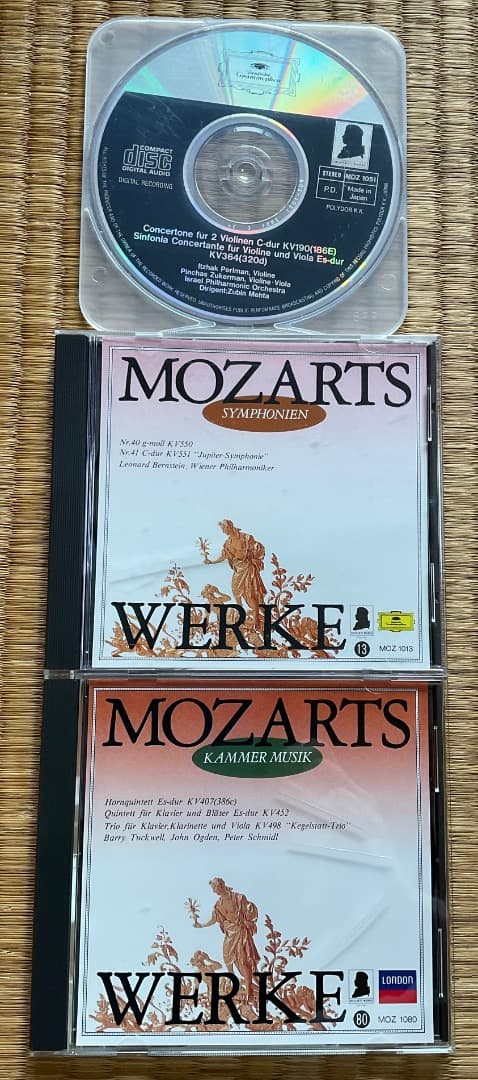 Deutsche
Grammophon
COMPACT
disc
DIGITAL AUDIO
DIGITAL RECORDING
STEREO
MOZ 1051
P.D.
Made in
Japan
POLYDOR K.K.
Concertone für 2 Violinen C-dur KV190(186E)
Sinfonia Concertante für Violine und Viola Es-dur
KV364(320d)
Itzhak Perlman, Violine
Pinchas Zukerman, Violine·Viola
Israel Philharmonic Orchestra
Dirigent:Zubin Mehta
MOZARTS
SYMPHONIEN
Nr.40 g-moll KV550
Nr.41 C-dur KV551 "Jupiter-Symphonie"
Leonard Bernstein, Wiener Philharmoniker
WERKE
13
MOZ 1013
MOZARTS
KAMMER MUSIK
Hornquintett Es-dur KV407(386c)
Quintett für Klavier und Bläser Es-dur KV452
Trio für Klavier, Klarinette und Viola KV498 "Kegelstatt-Trio"
Barry Tuckwell, John Ogden, Peter Schmidl
WERKE
LONDON
80
MOZ 1080